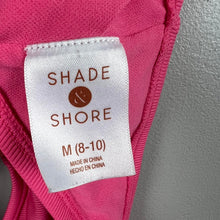 SHADE
&
SHORE
M (8-10)
MADE IN CHINA
HECHO EN CHINA